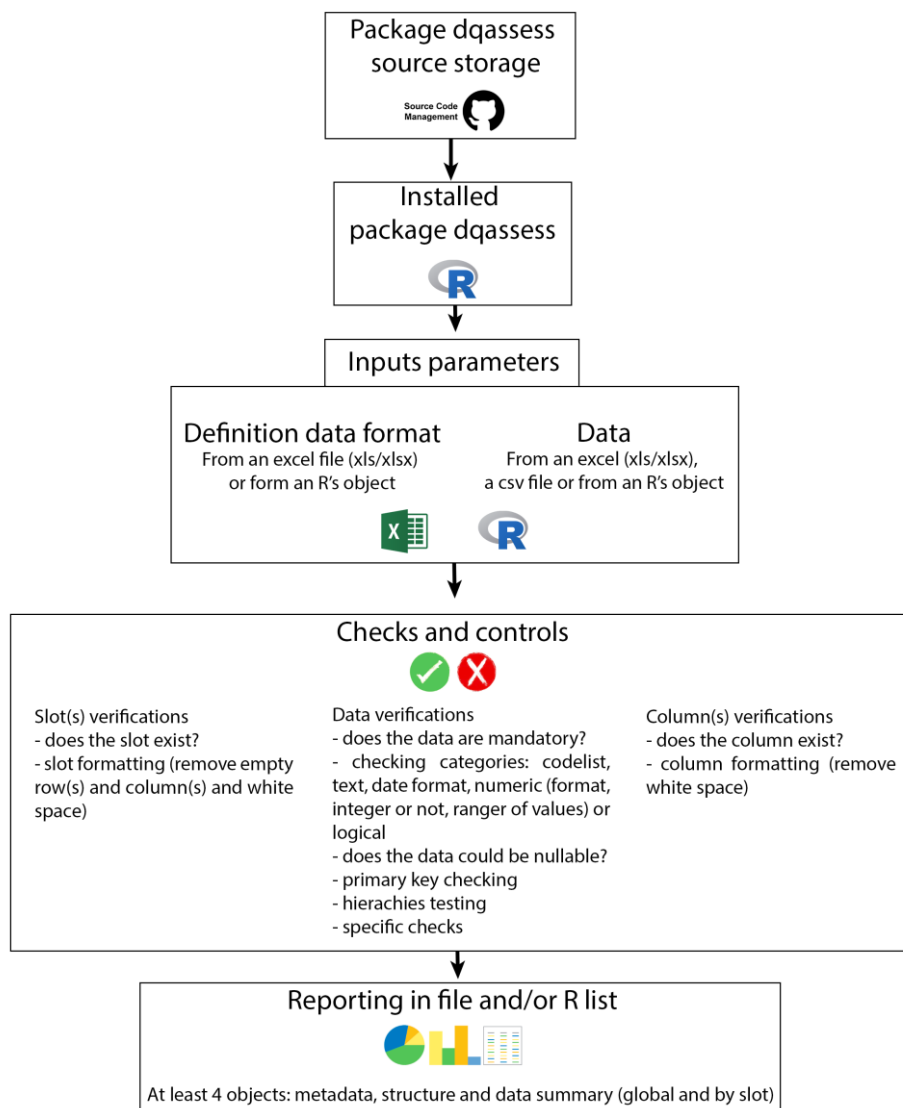 Package dqassess
source storage
Source Code
Management
Installed
package dqassess
R
Inputs parameters
Definition data format
From an excel file (xls/xlsx)
or form an R's object
Data
From an excel (xls/xlsx),
a csv file or from an R's object
X
R
Checks and controls
Slot(s) verifications
- does the slot exist?
- slot formatting (remove empty
row(s) and column(s) and white
space)
Data verifications
- does the data are mandatory?
- checking categories: codelist,
text, date format, numeric (format,
integer or not, ranger of values) or
logical
- does the data could be nullable?
- primary key checking
- hierachies testing
- specific checks
Column(s) verifications
- does the column exist?
- column formatting (remove
white space)
Reporting in file and/or R list
At least 4 objects: metadata, structure and data summary (global and by slot)